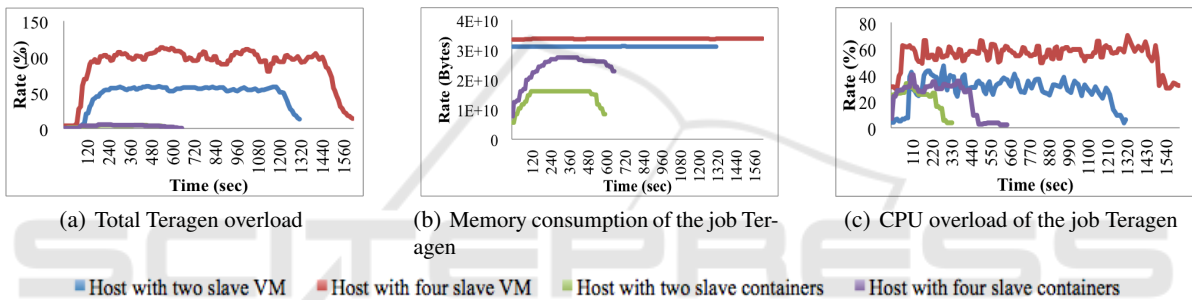 150
100
50
0
Rate (%)
120
240
360
480
600
720
840
960
1080
1200
1320
1440
1560
Time (sec)
(a) Total Teragen overload
4E+10
3E+10
2E+10
1E+10
0
Rate (Bytes)
120
240
360
480
600
720
840
960
1080
1200
1320
1440
1560
Time (sec)
(b) Memory consumption of the job Ter-
agen
80
60
40
20
0
Rate (%)
110
220
330
440
550
660
770
880
990
1100
1210
1320
1430
1540
Time (sec)
(c) CPU overload of the job Teragen
SCITEPRESS
Host with two slave VM
Host with four slave VM
Host with two slave containers
Host with four slave containers